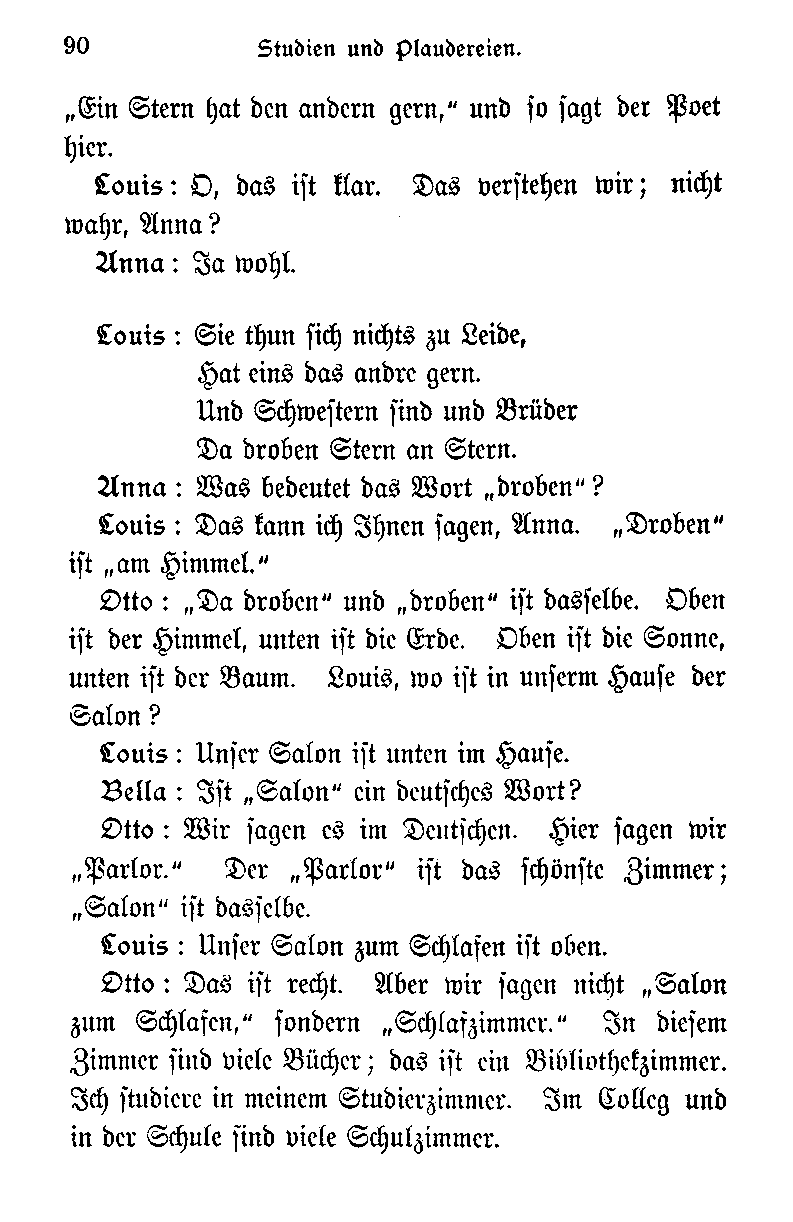 90 Studien und Plaudereien.
„Ein Stern hat den andern gern,“ und so sagt der Poet
hier.
Louis: O, das ist klar. Das verstehen wir; nicht
wahr, Anna?
Anna: Ja wohl.
Louis: Sie thun sich nichts zu Leide,
Hat eins das andre gern.
Und Schwestern sind und Brüder
Da droben Stern an Stern.
Anna: Was bedeutet das Wort „droben“?
Louis: Das kann ich Ihnen sagen, Anna. „Droben“
ist „am Himmel.“
Otto: „Da droben“ und „droben“ ist dasselbe. Oben
ist der Himmel, unten ist die Erde. Oben ist die Sonne,
unten ist der Baum. Louis, wo ist in unserm Hause der
Salon?
Louis: Unser Salon ist unten im Hause.
Bella: Ist „Salon“ ein deutsches Wort?
Otto: Wir sagen es im Deutschen. Hier sagen wir
„Parlor.“ Der „Parlor“ ist das schönste Zimmer;
„Salon“ ist dasselbe.
Louis: Unser Salon zum Schlafen ist oben.
Otto: Das ist recht. Aber wir sagen nicht „Salon
zum Schlafen,“ sondern „Schlafzimmer.“ In diesem
Zimmer sind viele Bücher; das ist ein Bibliothekzimmer.
Ich studiere in meinem Studierzimmer. Im Colleg und
in der Schule sind viele Schulzimmer.